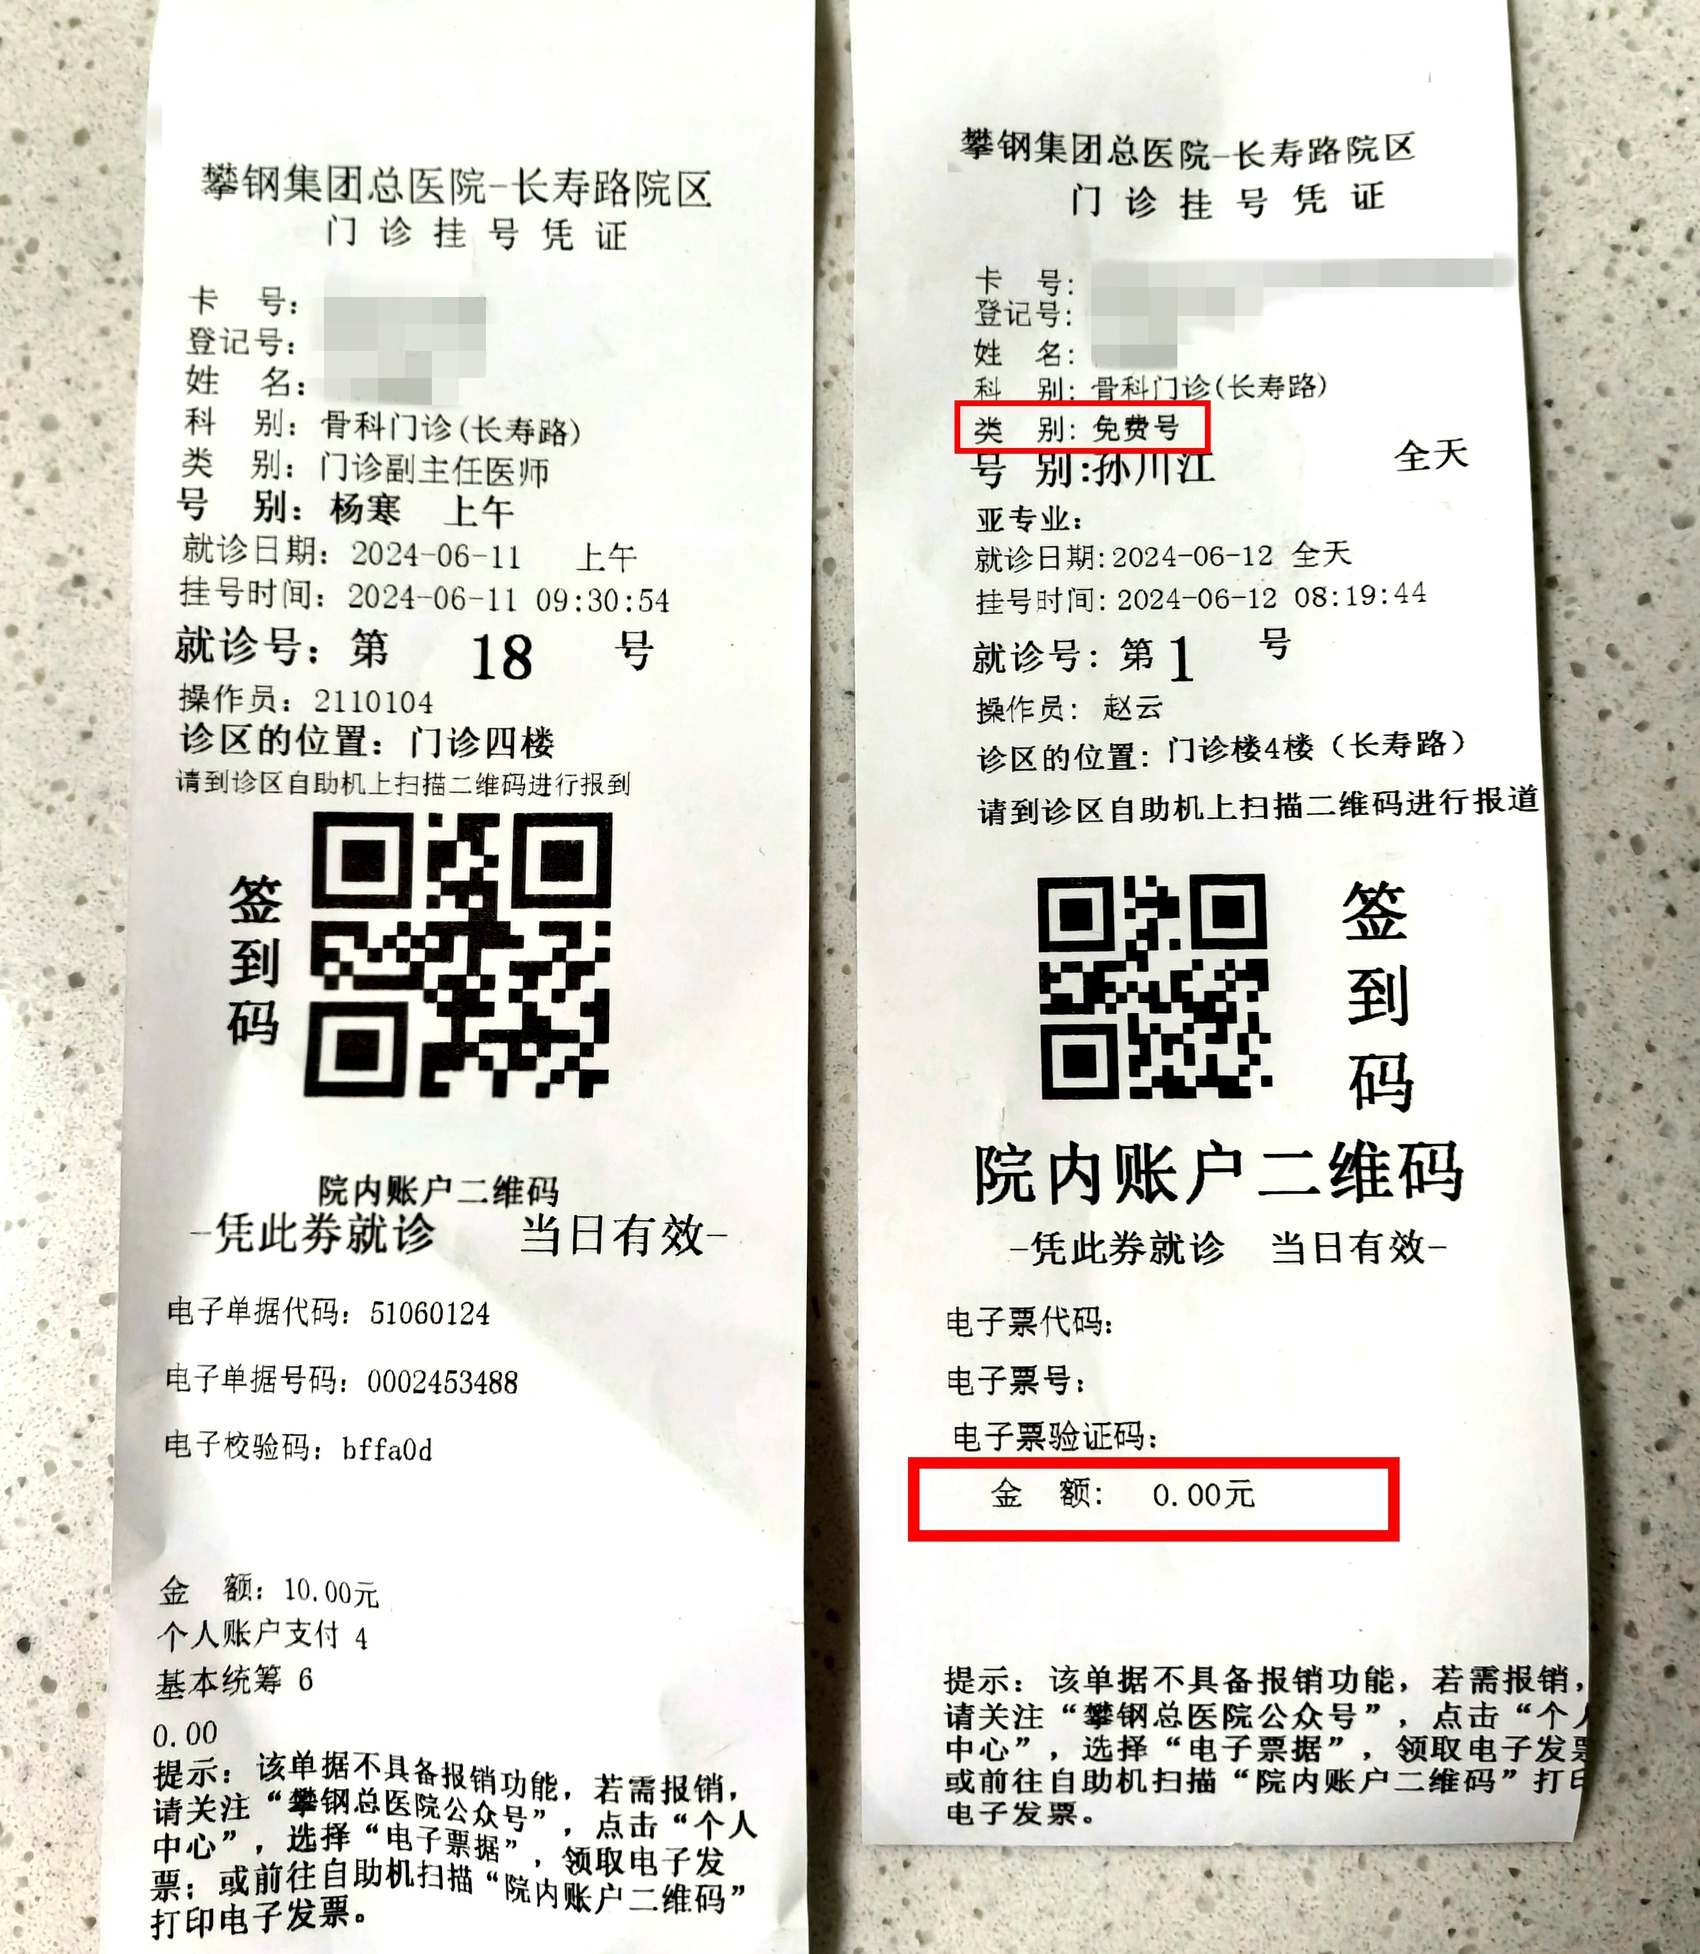 攀钢集团总医院-长寿路院区
门诊挂号凭证
卡 号:
登记号:
姓 名:
科 别: 骨科门诊(长寿路)
类 别: 门诊副主任医师
号 别: 杨寒 上午
就诊日期: 2024-06-11 上午
挂号时间: 2024-06-11 09:30:54
就诊号: 第 18 号
操作员: 2110104
诊区的位置: 门诊四楼
请到诊区自助机上扫描二维码进行报到
签到码
院内账户二维码
-凭此券就诊 当日有效-
电子单据代码: 51060124
电子单据号码: 0002453488
电子校验码: bffa0d
金 额: 10.00元
个人账户支付 4
基本统筹 6
0.00
提示: 该单据不具备报销功能, 若需报销,
请关注“攀钢总医院公众号”, 点击“个人
中心”, 选择“电子票据”, 领取电子发
票; 或前往自助机扫描“院内账户二维码”
打印电子发票。
攀钢集团总医院-长寿路院区
门诊挂号凭证
卡 号:
登记号:
姓 名:
科 别: 骨科门诊(长寿路)
类 别: 免费号
号 别:孙川江 全天
亚专业:
就诊日期:2024-06-12 全天
挂号时间: 2024-06-12 08:19:44
就诊号: 第 1 号
操作员: 赵云
诊区的位置: 门诊楼4楼（长寿路）
请到诊区自助机上扫描二维码进行报道
签到码
院内账户二维码
-凭此券就诊 当日有效-
电子票代码:
电子票号:
电子票验证码:
金 额: 0.00元
提示: 该单据不具备报销功能, 若需报销,
请关注“攀钢总医院公众号”, 点击“个人
中心”, 选择“电子票据”, 领取电子发票
或前往自助机扫描“院内账户二维码”打印
电子发票。